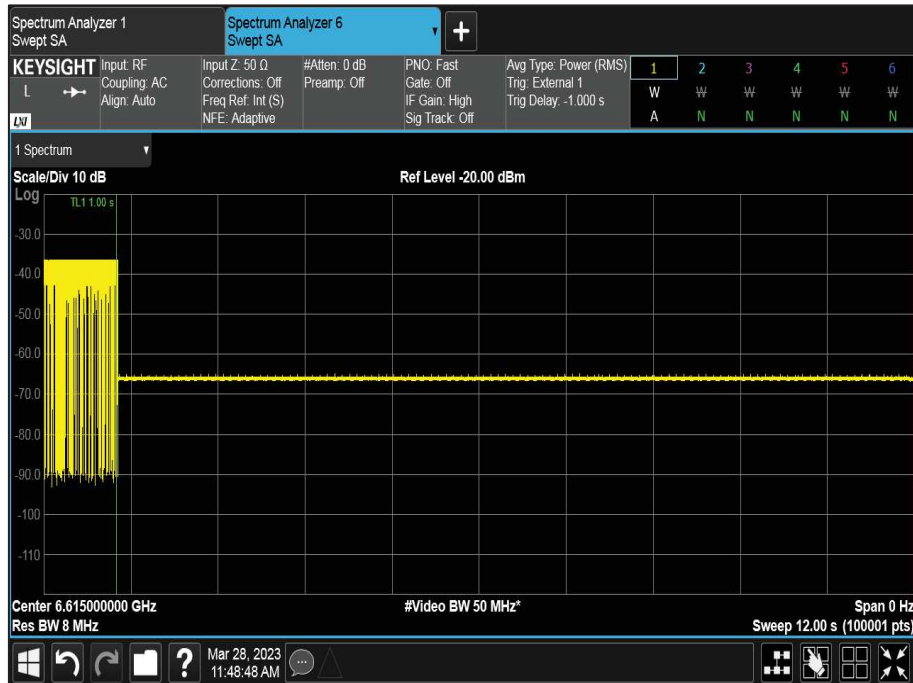 Spectrum Analyzer 1
Swept SA
Spectrum Analyzer 6
Swept SA
+
KEYSIGHT
L
LXI
Input: RF
Coupling: AC
Align: Auto
Input Z: 50 Ω
Corrections: Off
Freq Ref: Int (S)
NFE: Adaptive
#Atten: 0 dB
Preamp: Off
PNO: Fast
Gate: Off
IF Gain: High
Sig Track: Off
Avg Type: Power (RMS)
Trig: External 1
Trig Delay: -1.000 s
1 2 3 4 5 6
W W W W W W
A N N N N N
1 Spectrum
Scale/Div 10 dB
Ref Level -20.00 dBm
Log
TL1 1.00 s
-30.0
-40.0
-50.0
-60.0
-70.0
-80.0
-90.0
-100
-110
Center 6.615000000 GHz
#Video BW 50 MHz*
Span 0 Hz
Res BW 8 MHz
Sweep 12.00 s (100001 pts)
?
Mar 28, 2023
11:48:48 AM